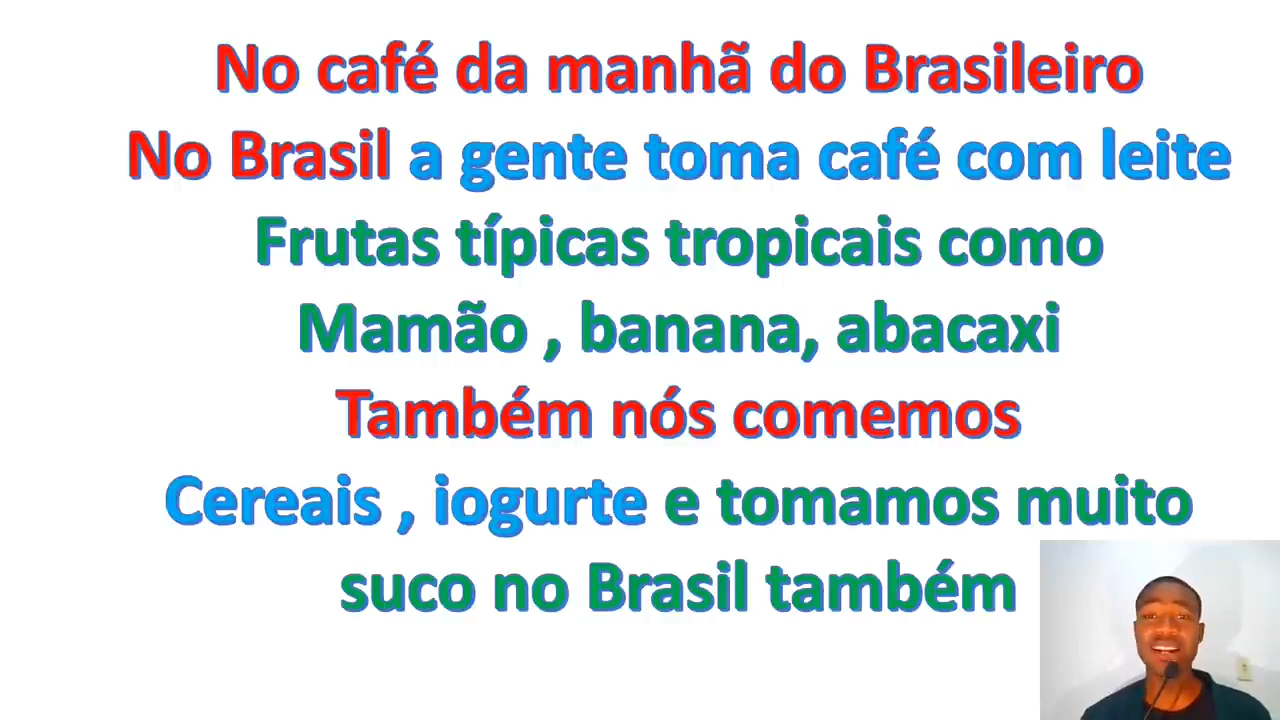 No café da manhã do Brasileiro
No Brasil a gente toma café com leite
Frutas típicas tropicais como
Mamão , banana, abacaxi
Também nós comemos
Cereais , iogurte e tomamos muito
suco no Brasil também